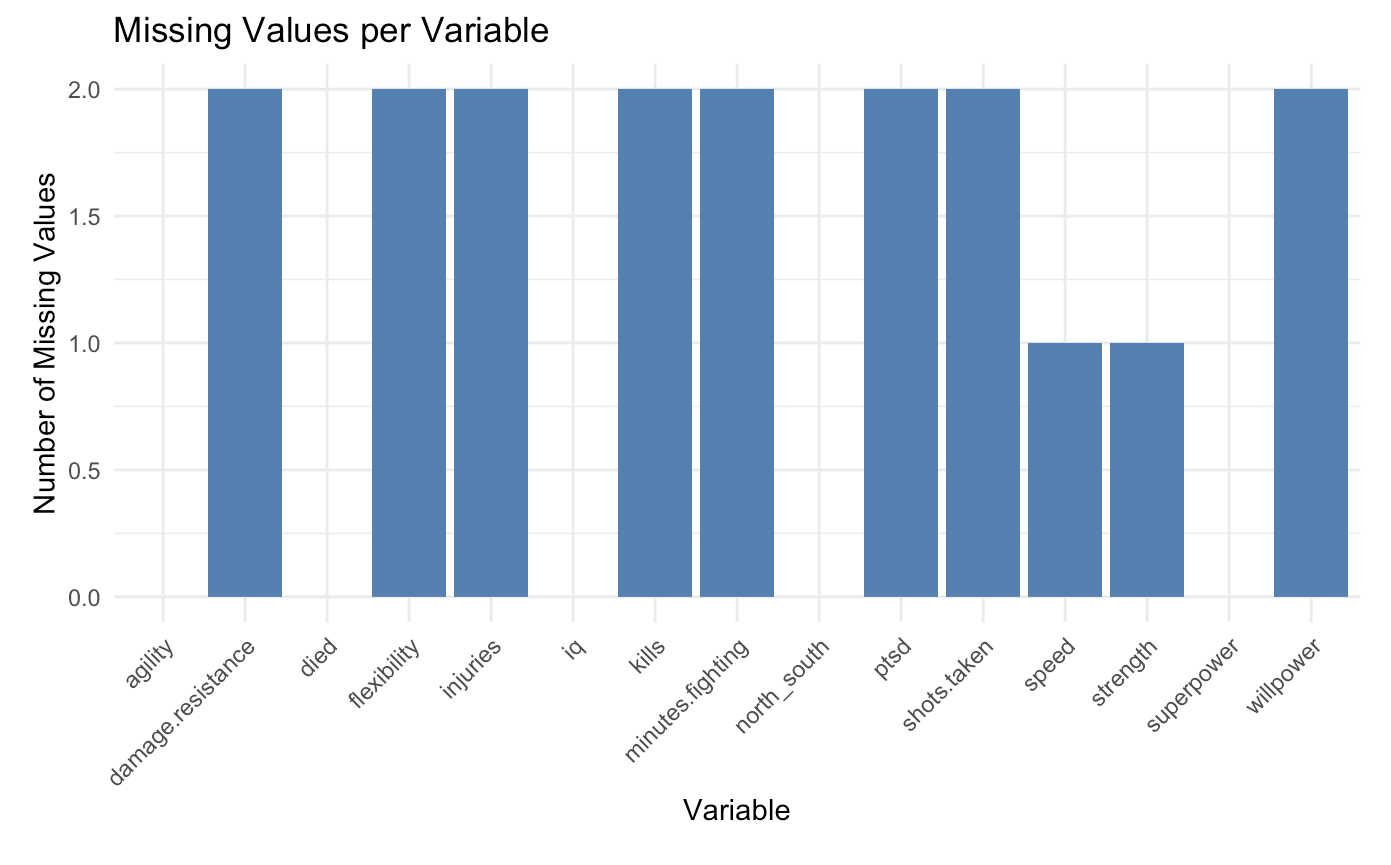 Missing Values per Variable
Number of Missing Values
2.0
1.5
1.0
0.5
0.0
agility
damage.resistance
died
flexibility
injuries
iq
kills
minutes.fighting
north_south
ptsd
shots.taken
speed
strength
superpower
willpower
Variable